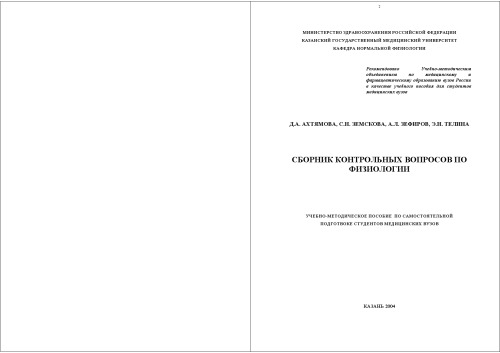 2
МИНИСТЕРСТВО ЗДРАВООХРАНЕНИЯ РОССИЙСКОЙ ФЕДЕРАЦИИ
КАЗАНСКИЙ ГОСУДАРСТВЕННЫЙ МЕДИЦИНСКИЙ УНИВЕРСИТЕТ
КАФЕДРА НОРМАЛЬНОЙ ФИЗИОЛОГИИ
Рекомендовано Учебно-методическим
объединением по медицинскому и
фармацевтическому образованию вузов России
в качестве учебного пособия для студентов
медицинских вузов
Д.А. АХТЯМОВА, С.И. ЗЕМСКОВА, А.Л. ЗЕФИРОВ, Э.Н. ТЕЛИНА
СБОРНИК КОНТРОЛЬНЫХ ВОПРОСОВ ПО
ФИЗИОЛОГИИ
УЧЕБНО-МЕТОДИЧЕСКОЕ ПОСОБИЕ ПО САМОСТОЯТЕЛЬНОЙ
ПОДГОТВОКЕ СТУДЕНТОВ МЕДИЦИНСКИХ ВУЗОВ
КАЗАНЬ 2004